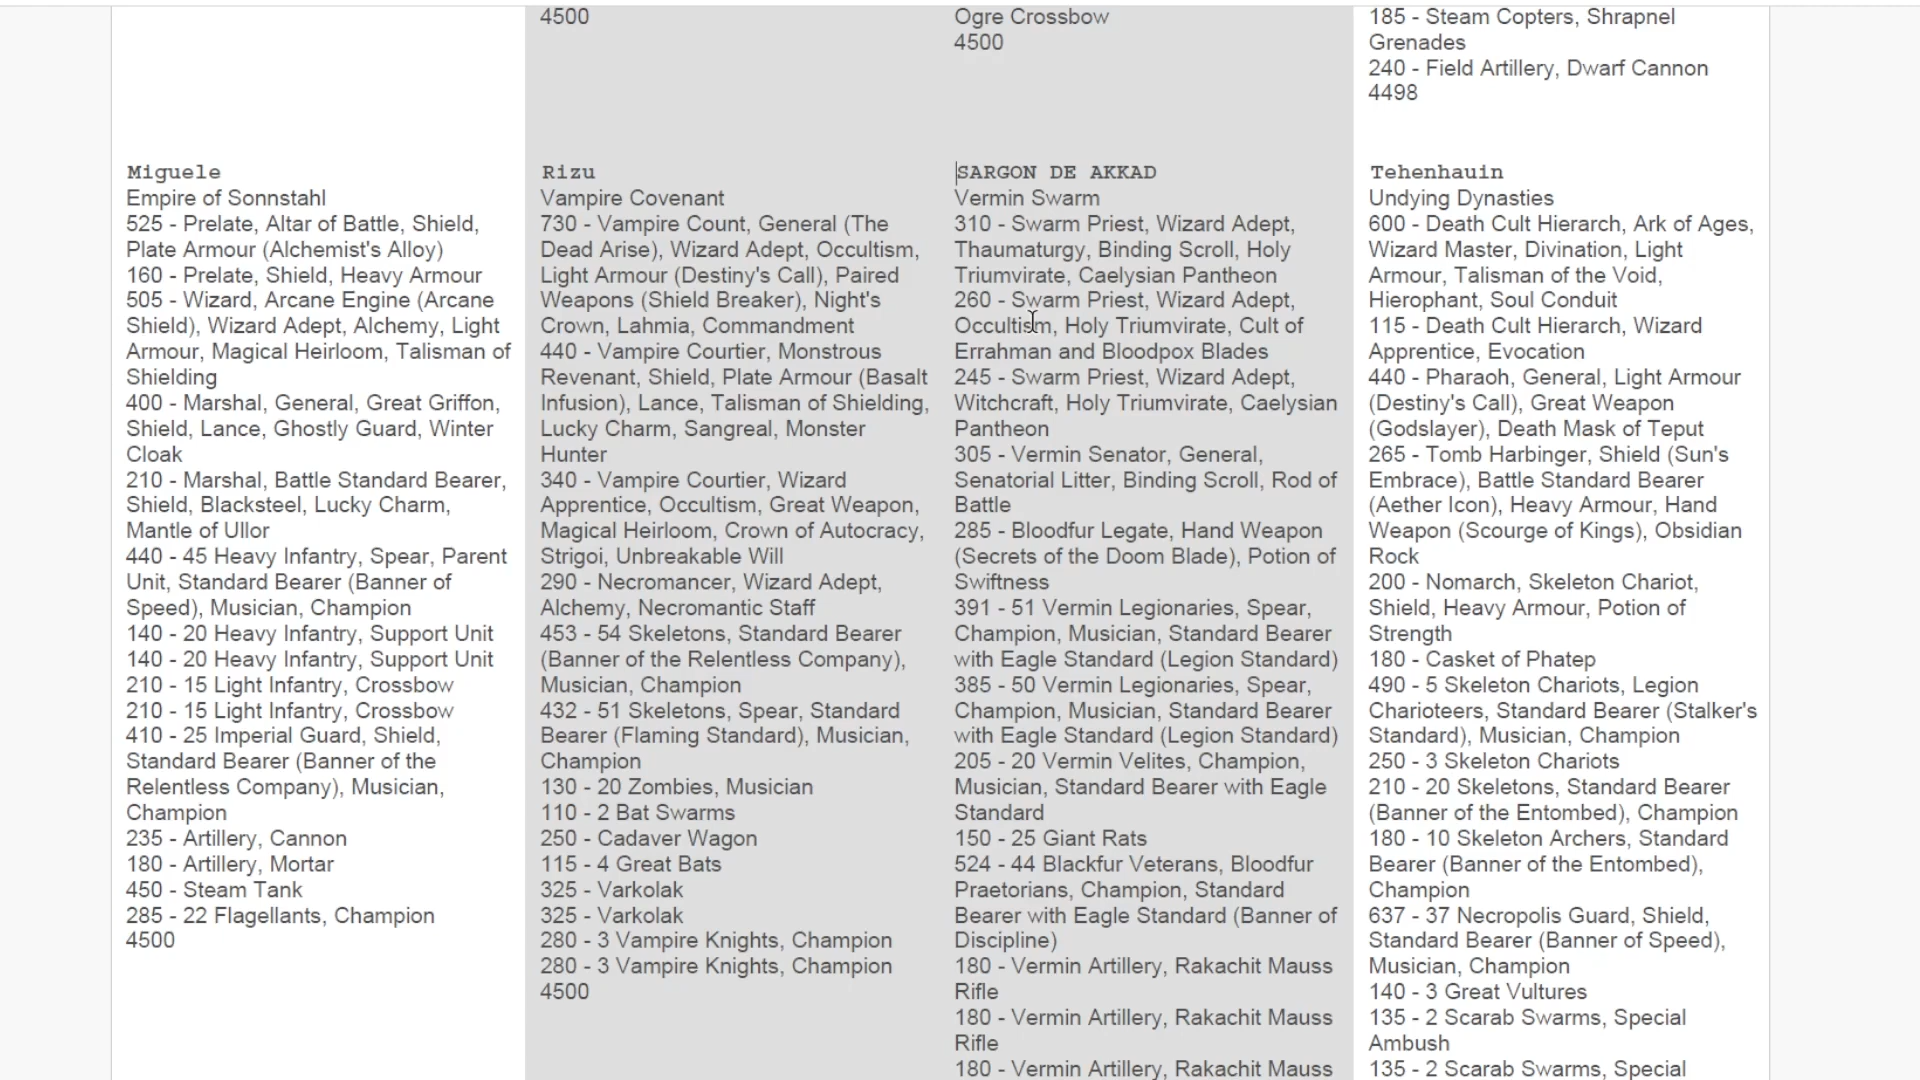 4500
Ogre Crossbow
4500
185 - Steam Copters, Shrapnel
Grenades
240 - Field Artillery, Dwarf Cannon
4498
Miguele
Empire of Sonnstahl
525 - Prelate, Altar of Battle, Shield,
Plate Armour (Alchemist's Alloy)
160 - Prelate, Shield, Heavy Armour
505 - Wizard, Arcane Engine (Arcane
Shield), Wizard Adept, Alchemy, Light
Armour, Magical Heirloom, Talisman of
Shielding
400 - Marshal, General, Great Griffon,
Shield, Lance, Ghostly Guard, Winter
Cloak
210 - Marshal, Battle Standard Bearer,
Shield, Blacksteel, Lucky Charm,
Mantle of Ullor
440 - 45 Heavy Infantry, Spear, Parent
Unit, Standard Bearer (Banner of
Speed), Musician, Champion
140 - 20 Heavy Infantry, Support Unit
140 - 20 Heavy Infantry, Support Unit
210 - 15 Light Infantry, Crossbow
210 - 15 Light Infantry, Crossbow
410 - 25 Imperial Guard, Shield,
Standard Bearer (Banner of the
Relentless Company), Musician,
Champion
235 - Artillery, Cannon
180 - Artillery, Mortar
450 - Steam Tank
285 - 22 Flagellants, Champion
4500
Rizu
Vampire Covenant
730 - Vampire Count, General (The
Dead Arise), Wizard Adept, Occultism,
Light Armour (Destiny's Call), Paired
Weapons (Shield Breaker), Night's
Crown, Lahmia, Commandment
440 - Vampire Courtier, Monstrous
Revenant, Shield, Plate Armour (Basalt
Infusion), Lance, Talisman of Shielding,
Lucky Charm, Sangreal, Monster
Hunter
340 - Vampire Courtier, Wizard
Apprentice, Occultism, Great Weapon,
Magical Heirloom, Crown of Autocracy,
Strigoi, Unbreakable Will
290 - Necromancer, Wizard Adept,
Alchemy, Necromantic Staff
453 - 54 Skeletons, Standard Bearer
(Banner of the Relentless Company),
Musician, Champion
432 - 51 Skeletons, Spear, Standard
Bearer (Flaming Standard), Musician,
Champion
130 - 20 Zombies, Musician
110 - 2 Bat Swarms
250 - Cadaver Wagon
115 - 4 Great Bats
325 - Varkolak
325 - Varkolak
280 - 3 Vampire Knights, Champion
280 - 3 Vampire Knights, Champion
4500
SARGON DE AKKAD
Vermin Swarm
310 - Swarm Priest, Wizard Adept,
Thaumaturgy, Binding Scroll, Holy
Triumvirate, Caelysian Pantheon
260 - Swarm Priest, Wizard Adept,
Occultism, Holy Triumvirate, Cult of
Errahman and Bloodpox Blades
245 - Swarm Priest, Wizard Adept,
Witchcraft, Holy Triumvirate, Caelysian
Pantheon
305 - Vermin Senator, General,
Senatorial Litter, Binding Scroll, Rod of
Battle
285 - Bloodfur Legate, Hand Weapon
(Secrets of the Doom Blade), Potion of
Swiftness
391 - 51 Vermin Legionaries, Spear,
Champion, Musician, Standard Bearer
with Eagle Standard (Legion Standard)
385 - 50 Vermin Legionaries, Spear,
Champion, Musician, Standard Bearer
with Eagle Standard (Legion Standard)
205 - 20 Vermin Velites, Champion,
Musician, Standard Bearer with Eagle
Standard
150 - 25 Giant Rats
524 - 44 Blackfur Veterans, Bloodfur
Praetorians, Champion, Standard
Bearer with Eagle Standard (Banner of
Discipline)
180 - Vermin Artillery, Rakachit Mauss
Rifle
180 - Vermin Artillery, Rakachit Mauss
Rifle
180 - Vermin Artillery, Rakachit Mauss
Tehenhauin
Undying Dynasties
600 - Death Cult Hierarch, Ark of Ages,
Wizard Master, Divination, Light
Armour, Talisman of the Void,
Hierophant, Soul Conduit
115 - Death Cult Hierarch, Wizard
Apprentice, Evocation
440 - Pharaoh, General, Light Armour
(Destiny's Call), Great Weapon
(Godslayer), Death Mask of Teput
265 - Tomb Harbinger, Shield (Sun's
Embrace), Battle Standard Bearer
(Aether Icon), Heavy Armour, Hand
Weapon (Scourge of Kings), Obsidian
Rock
200 - Nomarch, Skeleton Chariot,
Shield, Heavy Armour, Potion of
Strength
180 - Casket of Phatep
490 - 5 Skeleton Chariots, Legion
Charioteers, Standard Bearer (Stalker's
Standard), Musician, Champion
250 - 3 Skeleton Chariots
210 - 20 Skeletons, Standard Bearer
(Banner of the Entombed), Champion
180 - 10 Skeleton Archers, Standard
Bearer (Banner of the Entombed),
Champion
637 - 37 Necropolis Guard, Shield,
Standard Bearer (Banner of Speed),
Musician, Champion
140 - 3 Great Vultures
135 - 2 Scarab Swarms, Special
Ambush
135 - 2 Scarab Swarms, Special